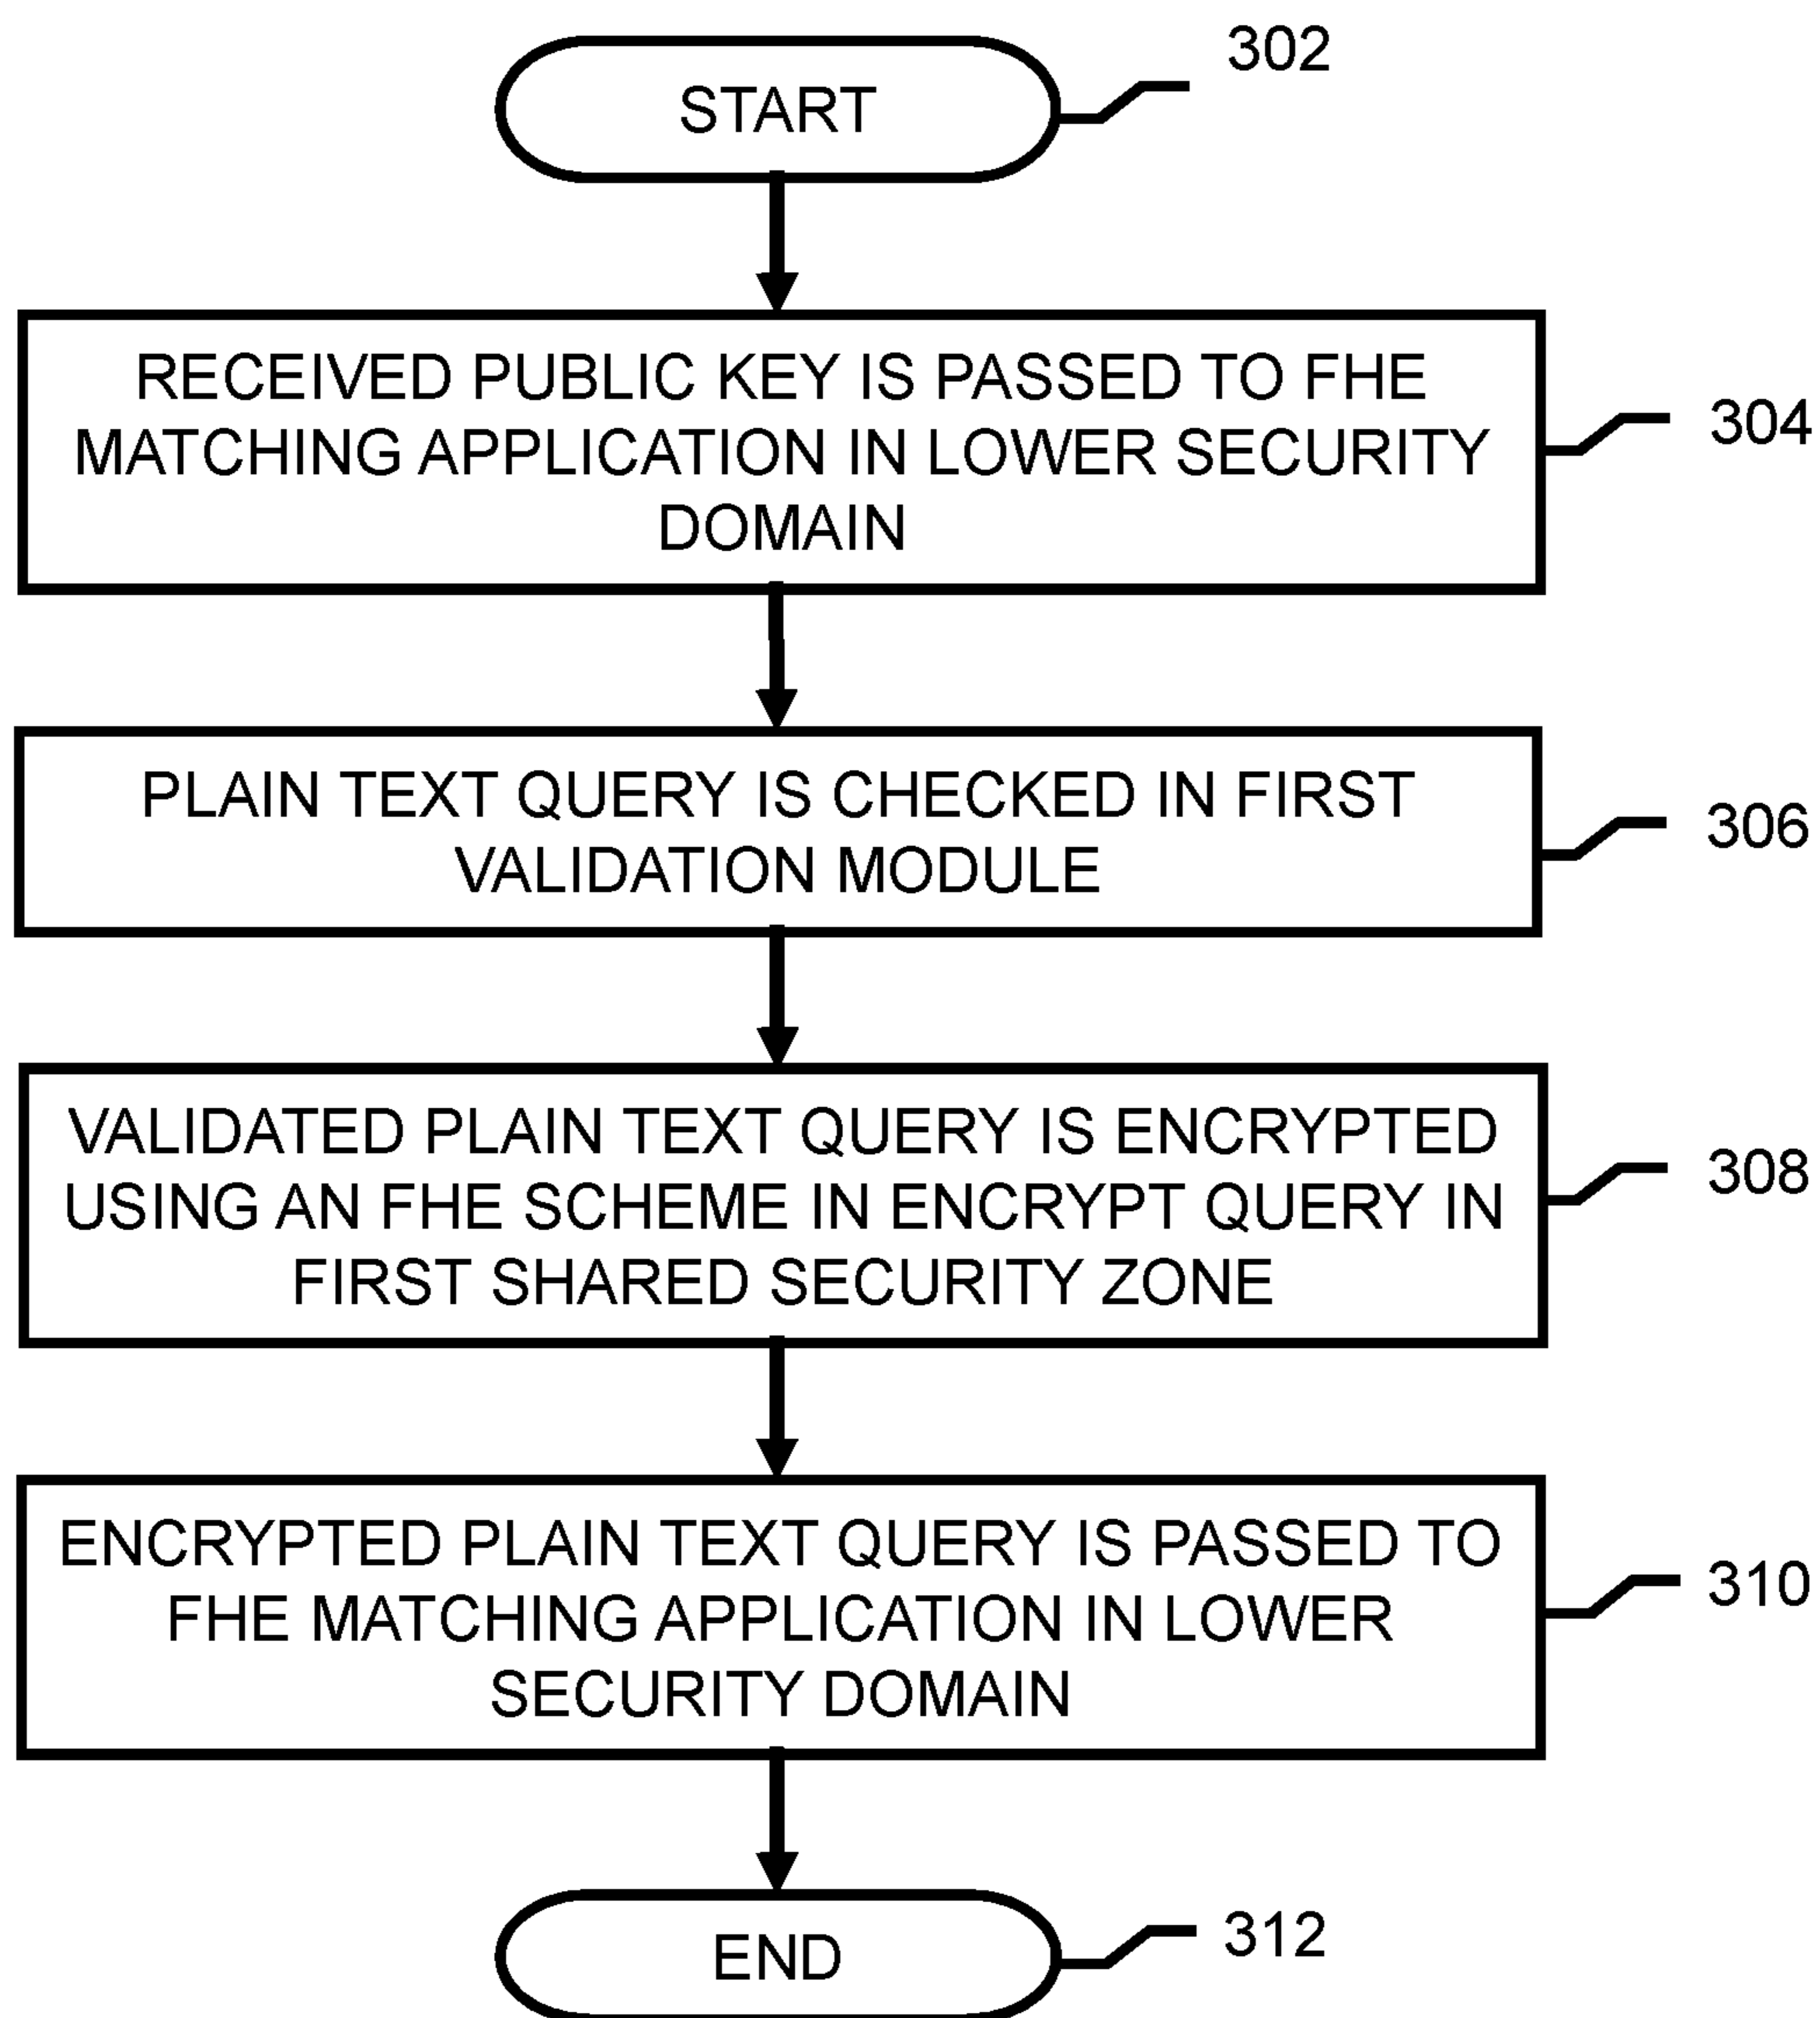 START
302
RECEIVED PUBLIC KEY IS PASSED TO FHE
MATCHING APPLICATION IN LOWER SECURITY
DOMAIN
304
PLAIN TEXT QUERY IS CHECKED IN FIRST
VALIDATION MODULE
306
VALIDATED PLAIN TEXT QUERY IS ENCRYPTED
USING AN FHE SCHEME IN ENCRYPT QUERY IN
FIRST SHARED SECURITY ZONE
308
ENCRYPTED PLAIN TEXT QUERY IS PASSED TO
FHE MATCHING APPLICATION IN LOWER
SECURITY DOMAIN
310
END
312